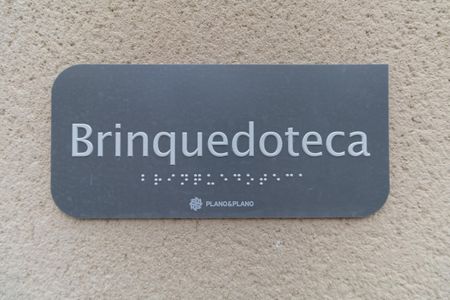 Brinquedoteca
⠃⠗⠊⠝⠟⠥⠑⠙⠕⠞⠑⠉⠁
PLANO&PLANO